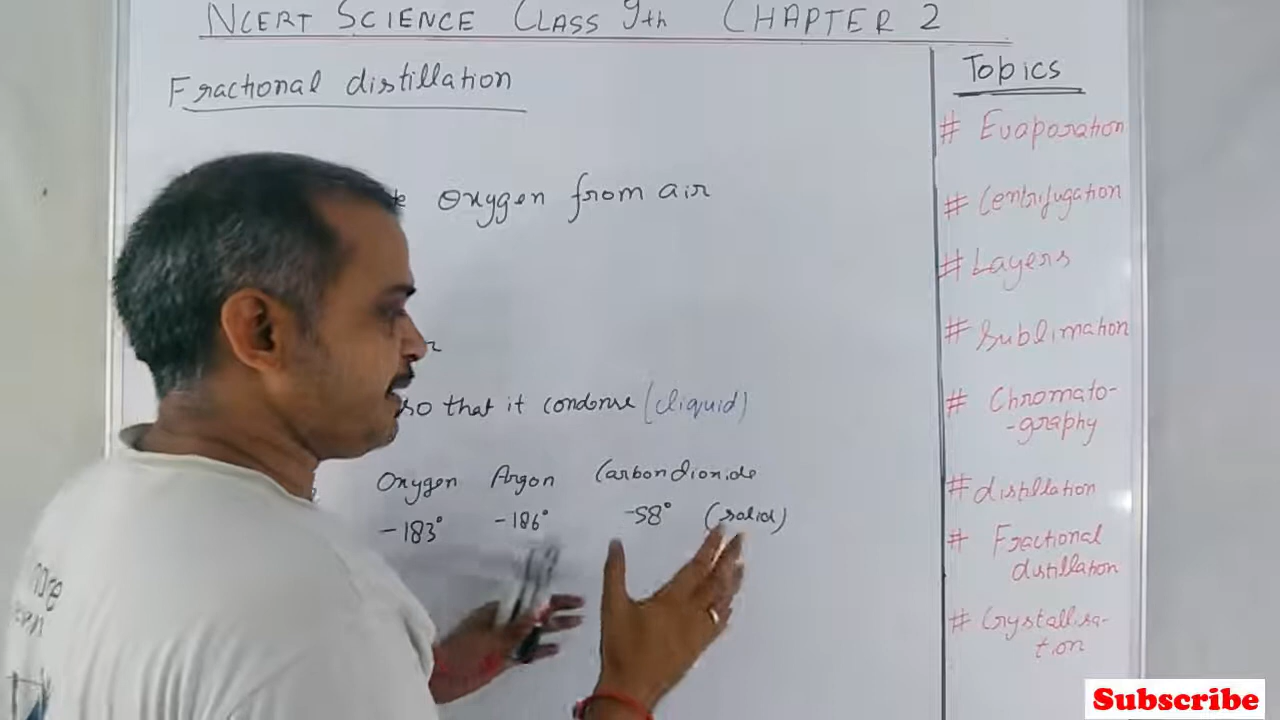 NCERT SCIENCE CLASS 9th CHAPTER 2
Fractional distillation
Oxygen from air
so that it condense (liquid)
Oxygen Argon Carbondioxide
-183° -186° -58° (solid)
Topics
# Evaporation
# Centrifugation
# Layers
# Sublimation
# Chromato-
-graphy
# distillation
# Fractional
distillation
# Crystallisa-
tion
Subscribe